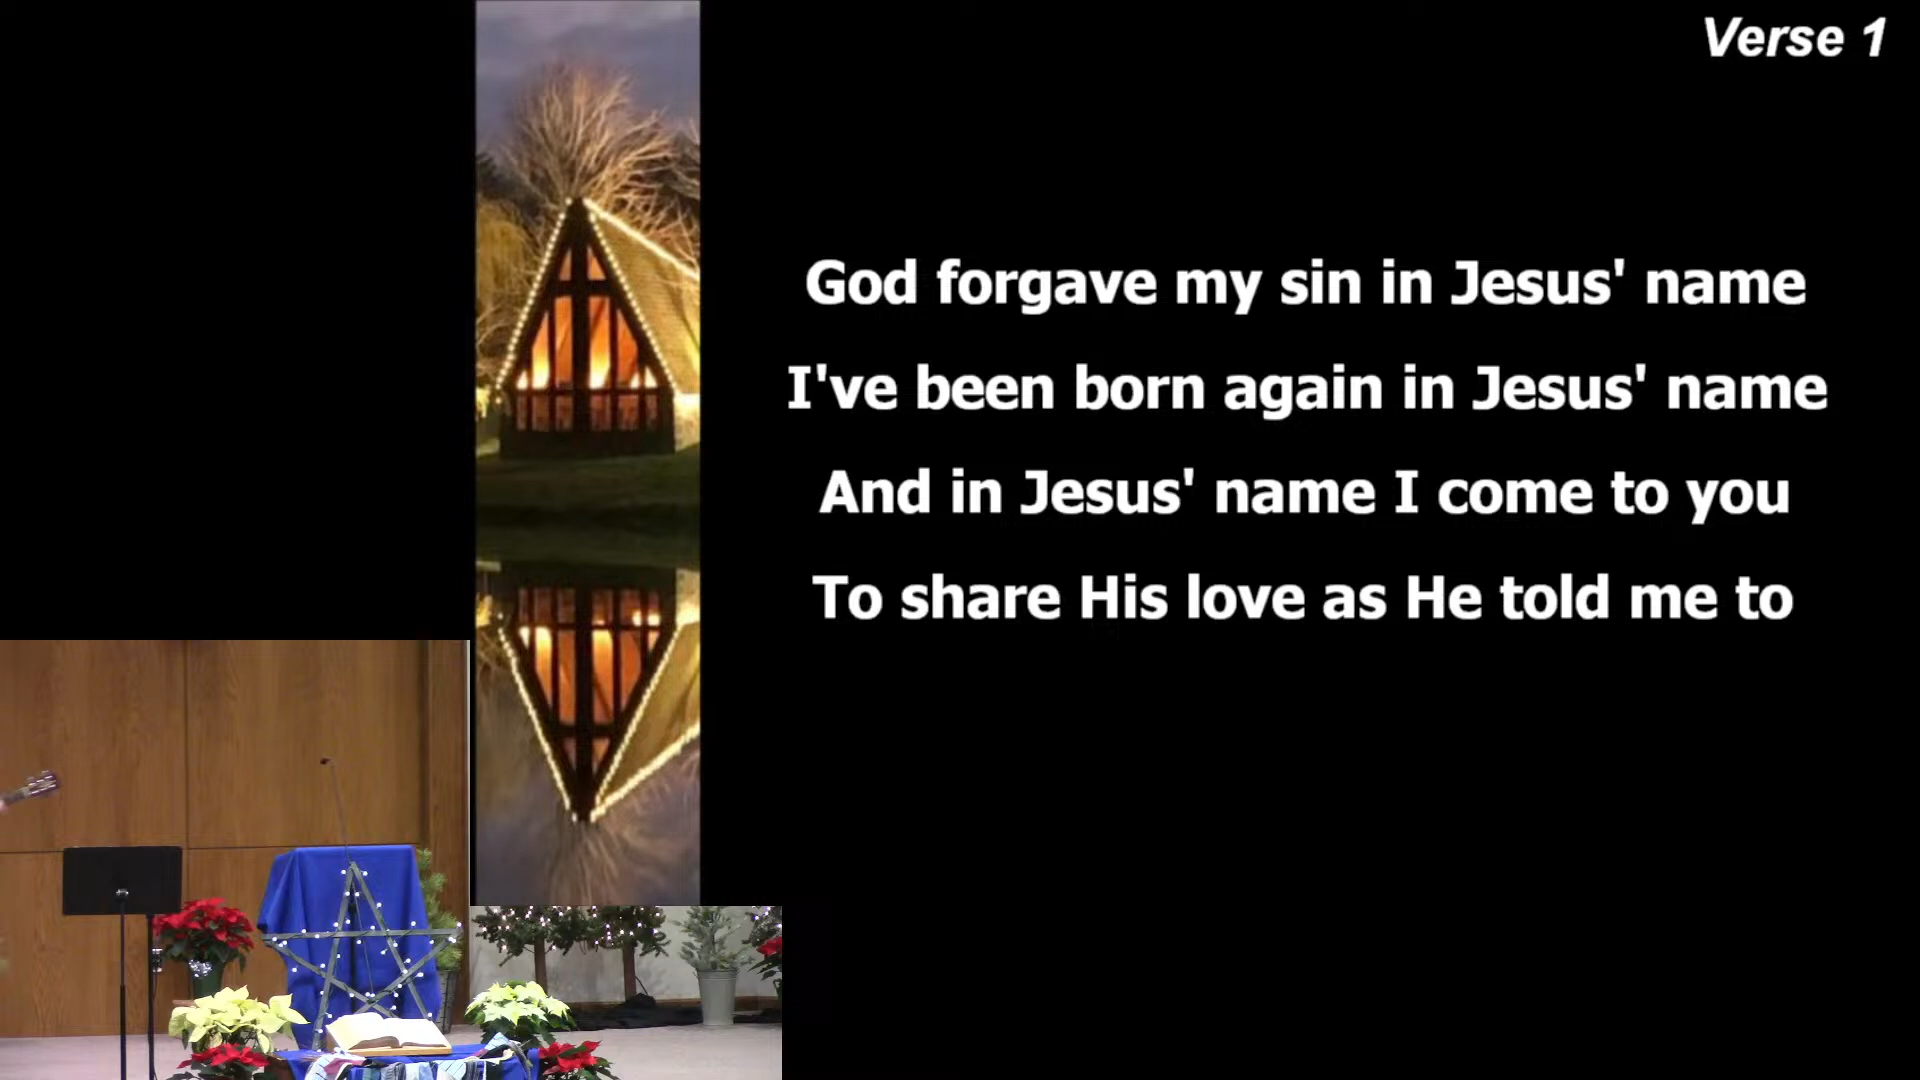 Verse 1
God forgave my sin in Jesus' name
I've been born again in Jesus' name
And in Jesus' name I come to you
To share His love as He told me to